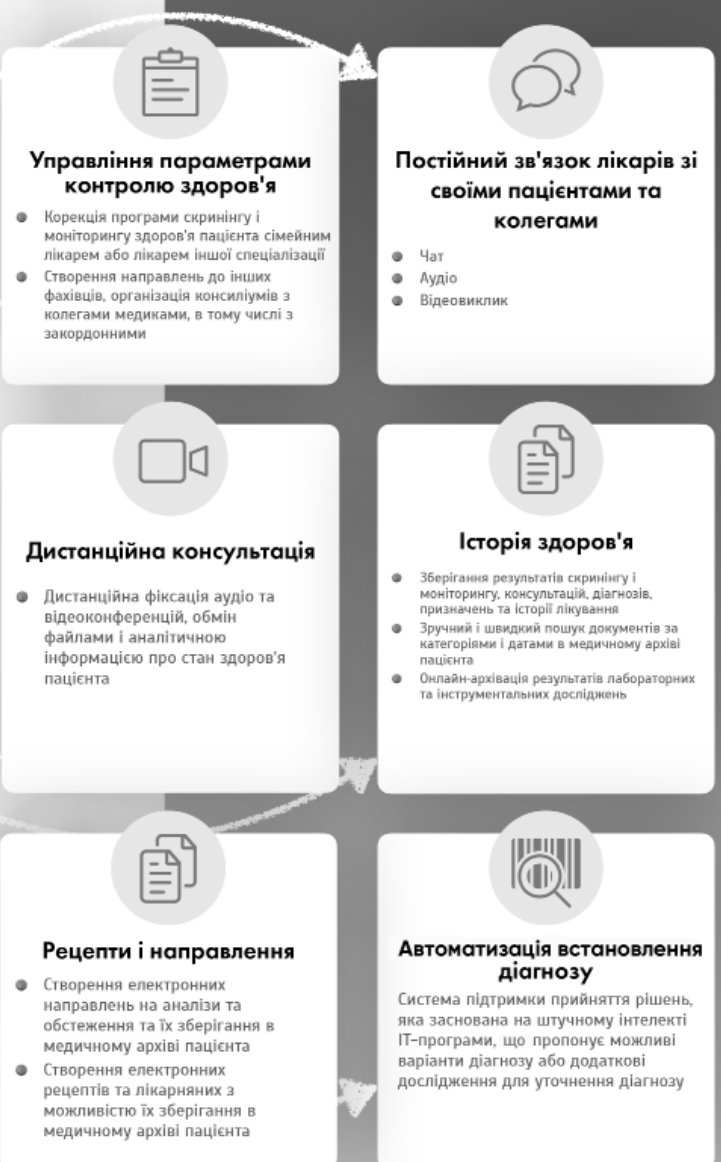 Управління параметрами
контролю здоров'я
Корекція програми скринінгу і
моніторингу здоров'я пацієнта сімейним
лікарем або лікарем іншої спеціалізації
Створення направлень до інших
фахівців, організація консиліумів з
колегами медиками, в тому числі з
закордонними
Постійний зв'язок лікарів зі
своїми пацієнтами та
колегами
Чат
Аудіо
Відеовиклик
Дистанційна консультація
Дистанційна фіксація аудіо та
відеоконференцій, обмін
файлами і аналітичною
інформацією про стан здоров'я
пацієнта
Історія здоров'я
Зберігання результатів скринінгу і
моніторингу, консультацій, діагнозів,
призначень та історії лікування
Зручний і швидкий пошук документів за
категоріями і датами в медичному архіві
пацієнта
Онлайн-архівація результатів лабораторних
та інструментальних досліджень
Рецепти і направлення
Створення електронних
направлень на аналізи та
обстеження та їх зберігання в
медичному архіві пацієнта
Створення електронних
рецептів та лікарняних з
можливістю їх зберігання в
медичному архіві пацієнта
Автоматизація встановлення
діагнозу
Система підтримки прийняття рішень,
яка заснована на штучному інтелекті
ІТ-програми, що пропонує можливі
варіанти діагнозу або додаткові
дослідження для уточнення діагнозу